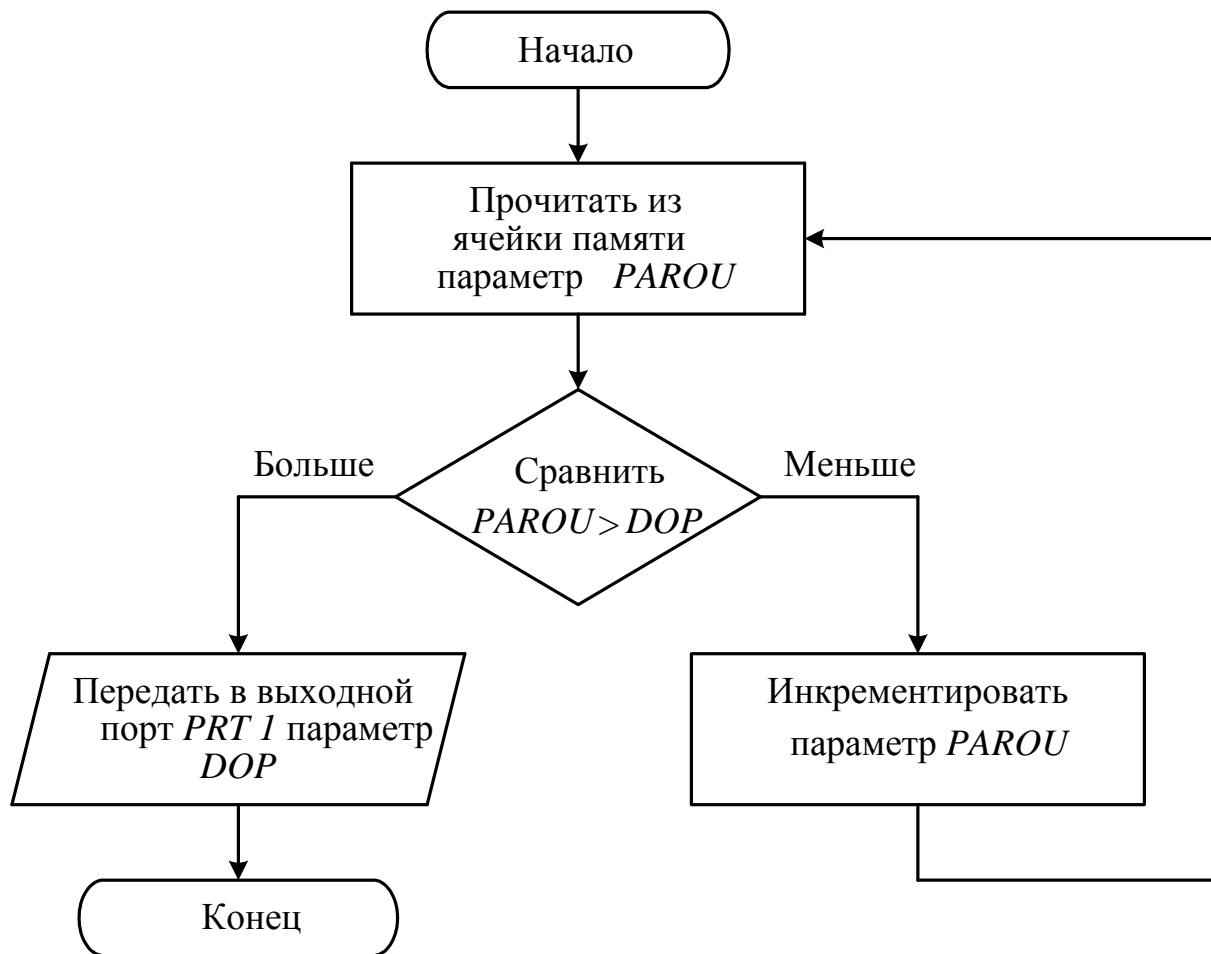 Начало
Прочитать из
ячейки памяти
параметр PAROU
Больше
Сравнить
PAROU > DOP
Меньше
Передать в выходной
порт PRT 1 параметр
DOP
Инкрементировать
параметр PAROU
Конец